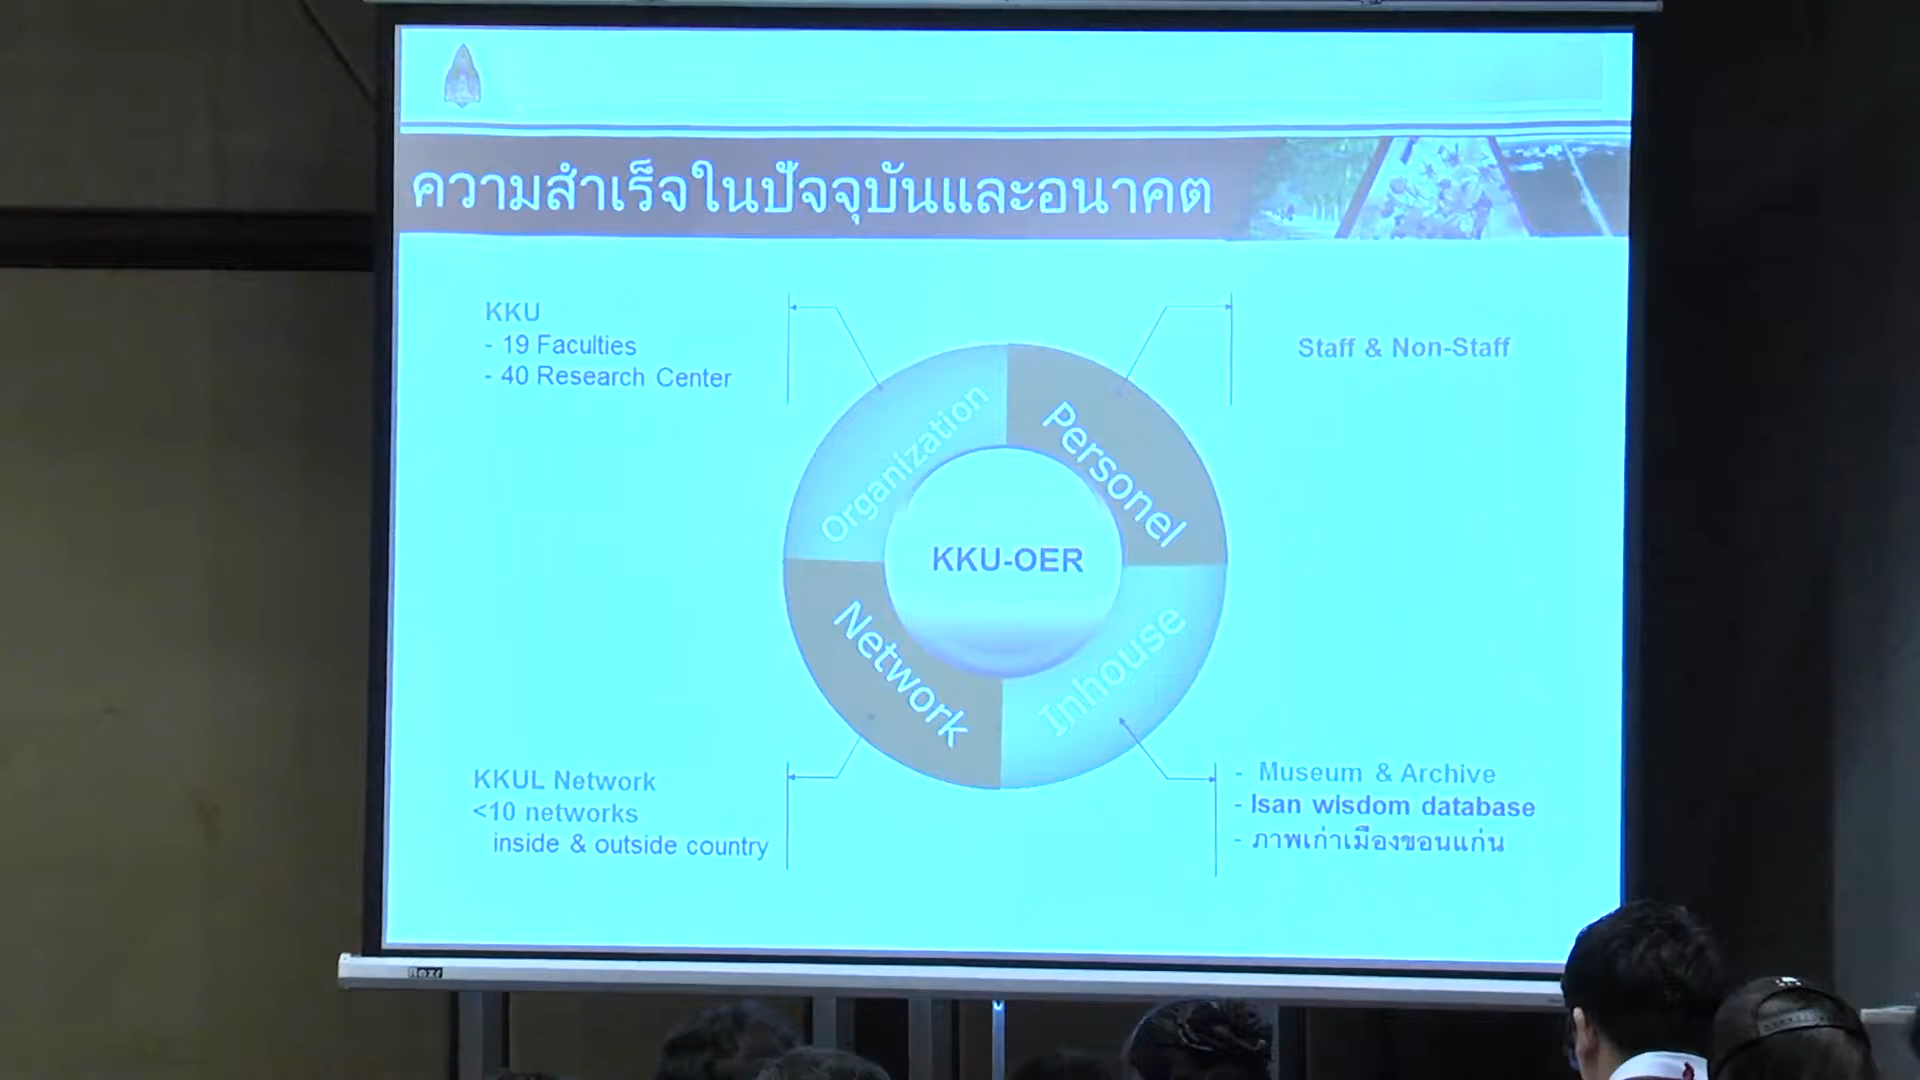 ความสำเร็จในปัจจุบันและอนาคต
KKU
- 19 Faculties
- 40 Research Center
Staff & Non-Staff
Organization
Personel
KKU-OER
Network
Inhouse
KKUL Network
<10 networks
inside & outside country
- Museum & Archive
- Isan wisdom database
- ภาพเก่าเมืองขอนแก่น